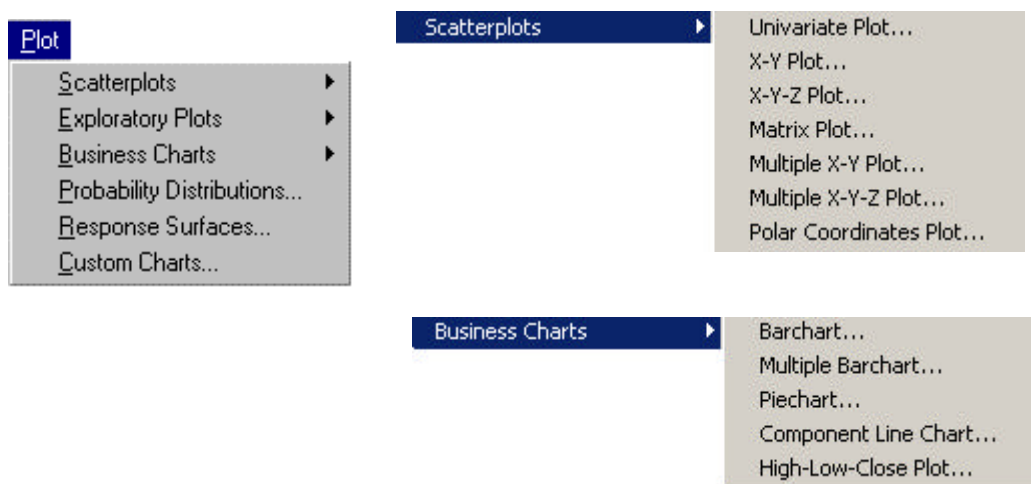 Plot
Scatterplots
Exploratory Plots
Business Charts
Probability Distributions...
Response Surfaces...
Custom Charts...
Scatterplots
Univariate Plot...
X-Y Plot...
X-Y-Z Plot...
Matrix Plot...
Multiple X-Y Plot...
Multiple X-Y-Z Plot...
Polar Coordinates Plot...
Business Charts
Barchart...
Multiple Barchart...
Piechart...
Component Line Chart...
High-Low-Close Plot...